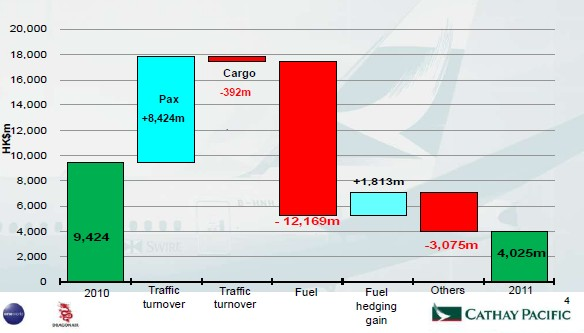 20,000
18,000
16,000
14,000
12,000
10,000
8,000
6,000
4,000
2,000
0
HK$m
9,424
Pax
+8,424m
Cargo
-392m
- 12,169m
+1,813m
-3,075m
4,025m
2010
Traffic
turnover
Traffic
turnover
Fuel
Fuel
hedging
gain
Others
2011
4
DRAGONAIR
CATHAY PACIFIC
SWIRE